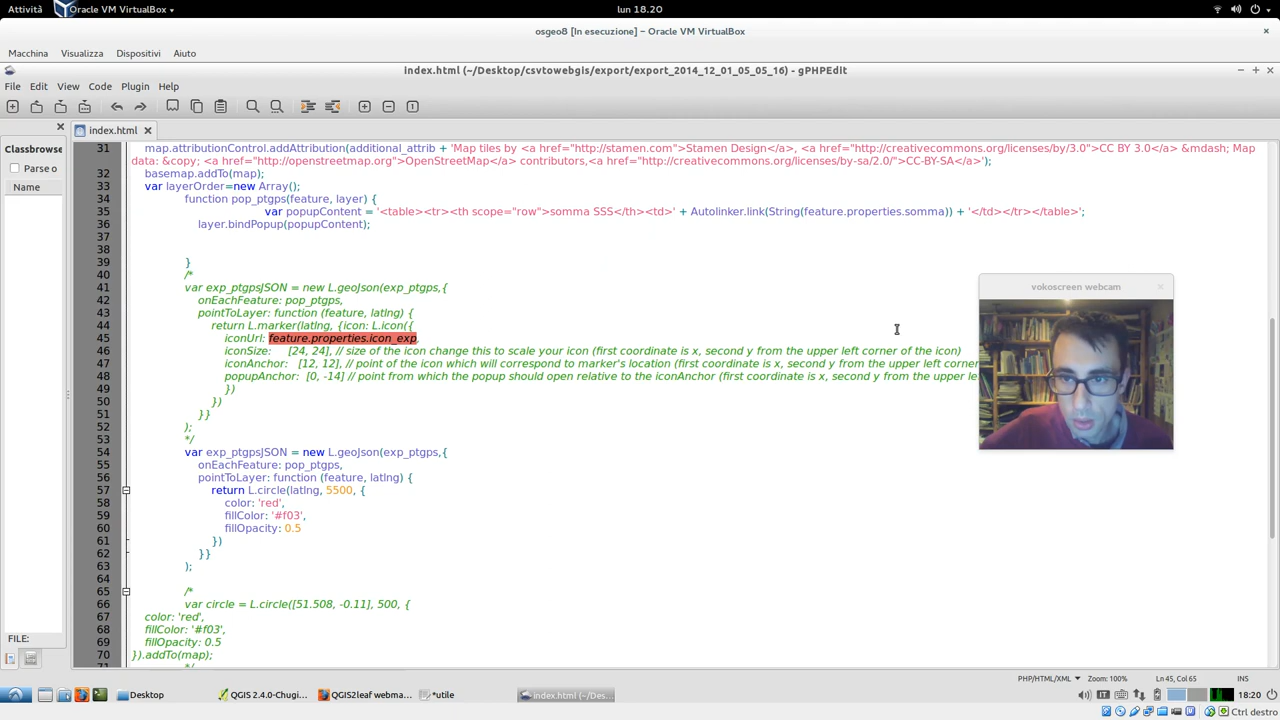 Attività
Oracle VM VirtualBox
lun 18.20
osgeo8 [In esecuzione] – Oracle VM VirtualBox
Macchina Visualizza Dispositivi Aiuto
index.html (~/Desktop/csvtowebgis/export/export_2014_12_01_05_05_16) - gPHPEdit
File Edit View Code Plugin Help
index.html
Classbrowse
Parse o
Name
31 map.attributionControl.addAttribution(additional_attrib + 'Map tiles by <a href="http://stamen.com">Stamen Design</a>, <a href="http://creativecommons.org/licenses/by/3.0">CC BY 3.0</a> &mdash; Map
data: &copy; <a href="http://openstreetmap.org">OpenStreetMap</a> contributors,<a href="http://creativecommons.org/licenses/by-sa/2.0/">CC-BY-SA</a>');
32 basemap.addTo(map);
33 var layerOrder=new Array();
34 function pop_ptgps(feature, layer) {
35 var popupContent = '<table><tr><th scope="row">somma SSS</th><td>' + Autolinker.link(String(feature.properties.somma)) + '</td></tr></table>';
36 layer.bindPopup(popupContent);
37
38
39 }
40 /*
41 var exp_ptgpsJSON = new L.geoJson(exp_ptgps,{
42 onEachFeature: pop_ptgps,
43 pointToLayer: function (feature, latlng) {
44 return L.marker(latlng, {icon: L.icon({
45 iconUrl: feature.properties.icon_exp,
46 iconSize: [24, 24], // size of the icon change this to scale your icon (first coordinate is x, second y from the upper left corner of the icon)
47 iconAnchor: [12, 12], // point of the icon which will correspond to marker's location (first coordinate is x, second y from the upper left corner
48 popupAnchor: [0, -14] // point from which the popup should open relative to the iconAnchor (first coordinate is x, second y from the upper le
49 })
50 })
51 }}
52 );
53 */
54 var exp_ptgpsJSON = new L.geoJson(exp_ptgps,{
55 onEachFeature: pop_ptgps,
56 pointToLayer: function (feature, latlng) {
57 return L.circle(latlng, 5500, {
58 color: 'red',
59 fillColor: '#f03',
60 fillOpacity: 0.5
61 })
62 }}
63 );
64
65 /*
66 var circle = L.circle([51.508, -0.11], 500, {
67 color: 'red',
68 fillColor: '#f03',
69 fillOpacity: 0.5
70 }).addTo(map);
71 */
vokoscreen webcam
FILE:
PHP/HTML/XML Zoom: 100% Ln 45, Col 65 INS
Desktop
QGIS 2.4.0-Chugi...
QGIS2leaf webma...
*utile
index.html (~/Des...
IT
18:20
Ctrl destro